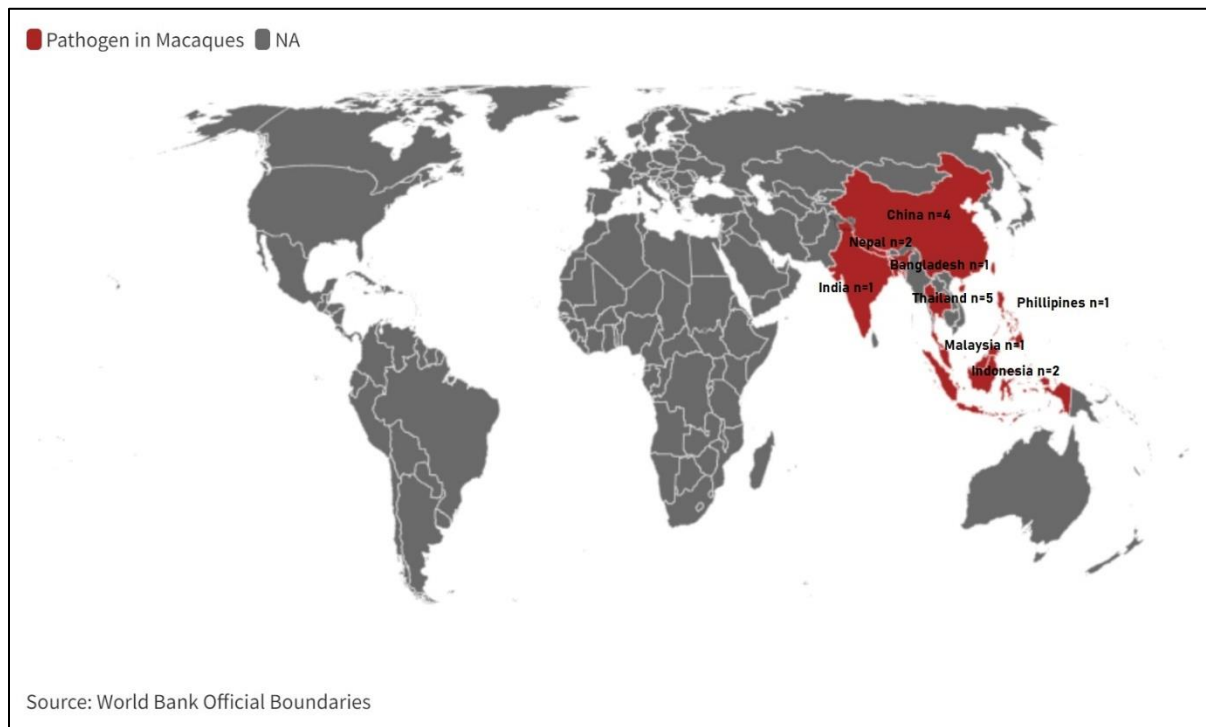 Pathogen in Macaques NA
China n=4
Nepal n=2
Bangladesh n=1
India n=1
Thailand n=5
Phillipines n=1
Malaysia n=1
Indonesia n=2
Source: World Bank Official Boundaries